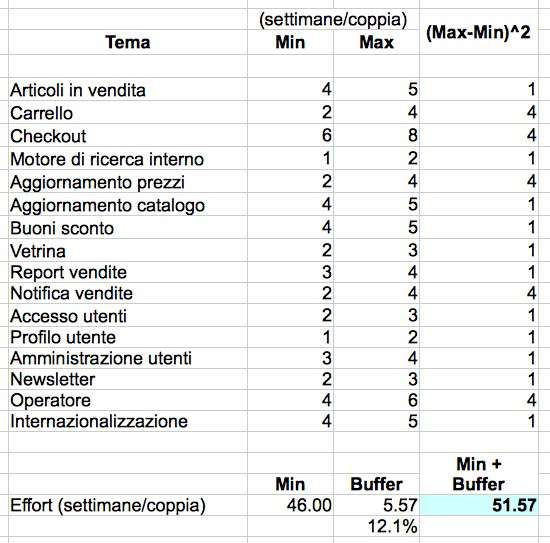 (settimane/coppia)
Tema Min Max (Max-Min)^2
Articoli in vendita 4 5 1
Carrello 2 4 4
Checkout 6 8 4
Motore di ricerca interno 1 2 1
Aggiornamento prezzi 2 4 4
Aggiornamento catalogo 4 5 1
Buoni sconto 4 5 1
Vetrina 2 3 1
Report vendite 3 4 1
Notifica vendite 2 4 4
Accesso utenti 2 3 1
Profilo utente 1 2 1
Amministrazione utenti 3 4 1
Newsletter 2 3 1
Operatore 4 6 4
Internazionalizzazione 4 5 1
Min +
Min Buffer Buffer
Effort (settimane/coppia) 46.00 5.57 51.57
12.1%